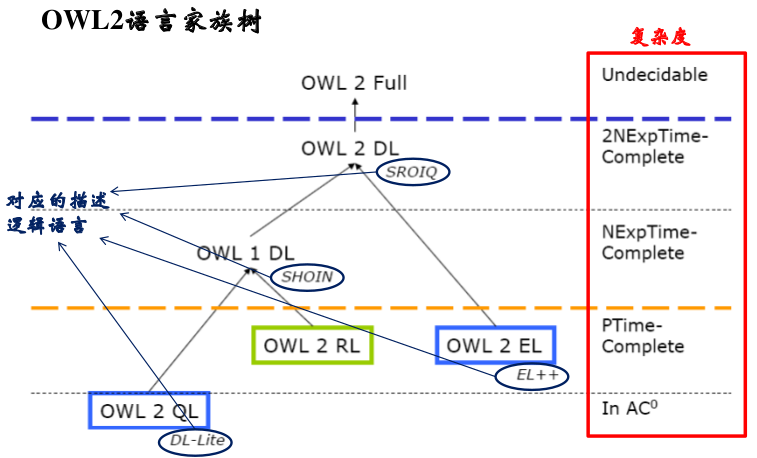 OWL2语言家族树
复杂度
OWL 2 Full
Undecidable
OWL 2 DL
2NExpTime-
Complete
SROIQ
对应的描述
逻辑语言
OWL 1 DL
NExpTime-
Complete
SHOIN
OWL 2 RL
OWL 2 EL
PTime-
Complete
EL++
OWL 2 QL
In AC⁰
DL-Lite